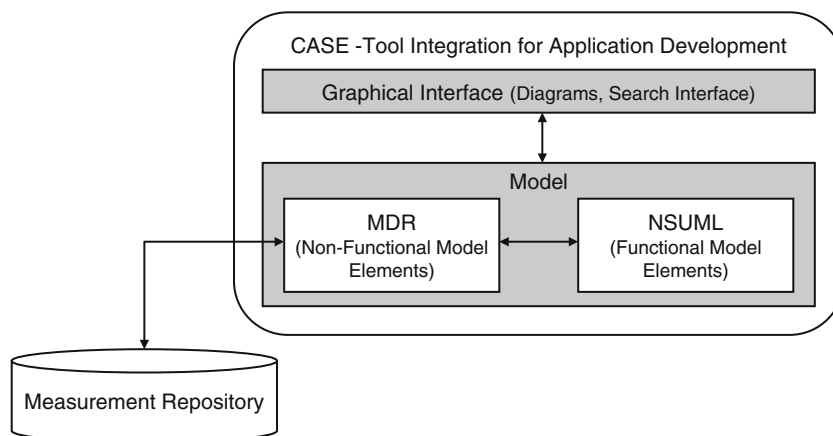 CASE -Tool Integration for Application Development
Graphical Interface (Diagrams, Search Interface)
Model
MDR
(Non-Functional Model
Elements)
NSUML
(Functional Model
Elements)
Measurement Repository